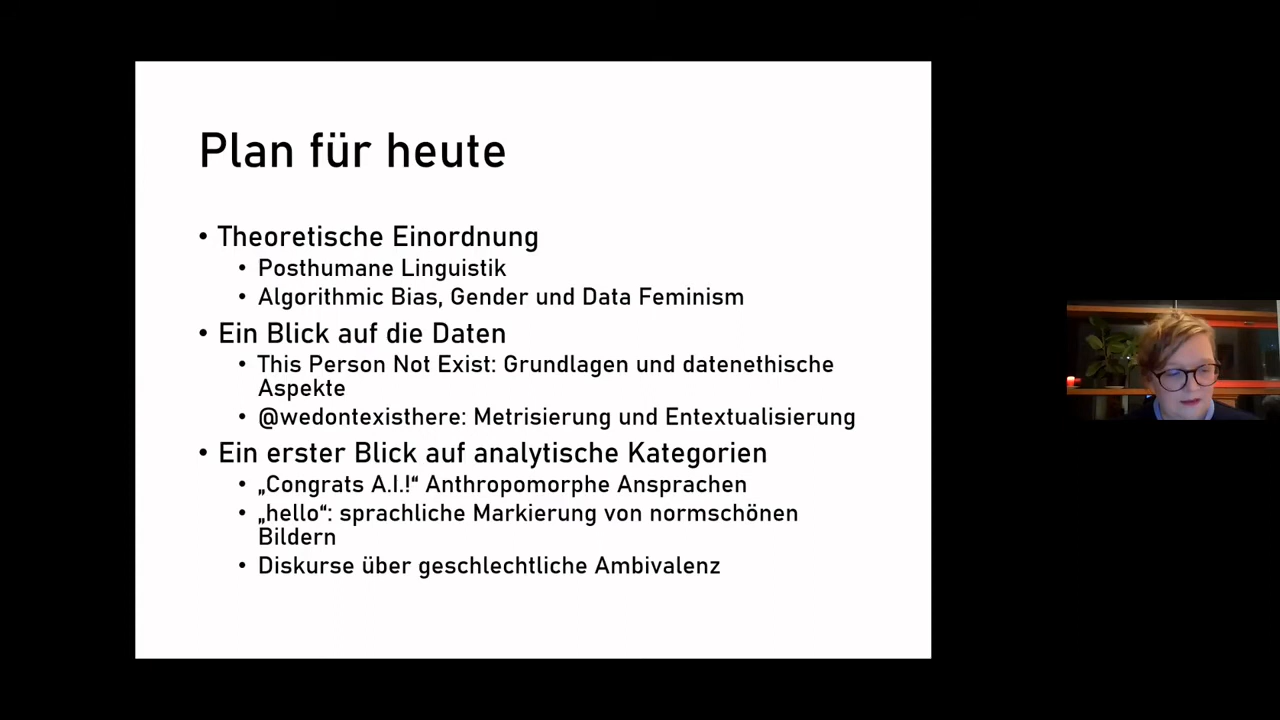 Plan für heute
• Theoretische Einordnung
• Posthumane Linguistik
• Algorithmic Bias, Gender und Data Feminism
• Ein Blick auf die Daten
• This Person Not Exist: Grundlagen und datenethische
Aspekte
• @wedontexisthere: Metrisierung und Entextualisierung
• Ein erster Blick auf analytische Kategorien
• „Congrats A.I.!“ Anthropomorphe Ansprachen
• „hello“: sprachliche Markierung von normschönen
Bildern
• Diskurse über geschlechtliche Ambivalenz